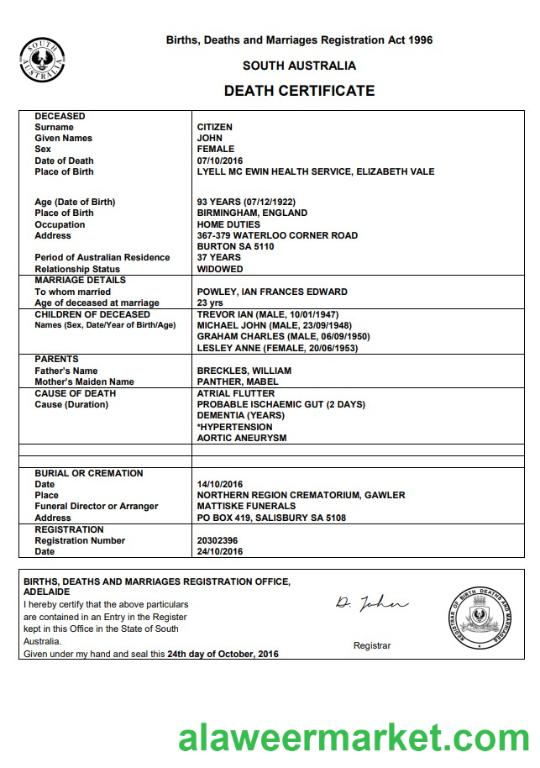 Births, Deaths and Marriages Registration Act 1996
SOUTH AUSTRALIA
SOUTH AUSTRALIA
DEATH CERTIFICATE
DECEASED
Surname CITIZEN
Given Names JOHN
Sex FEMALE
Date of Death 07/10/2016
Place of Birth LYELL MC EWIN HEALTH SERVICE, ELIZABETH VALE
Age (Date of Birth) 93 YEARS (07/12/1922)
Place of Birth BIRMINGHAM, ENGLAND
Occupation HOME DUTIES
Address 367-379 WATERLOO CORNER ROAD
BURTON SA 5110
Period of Australian Residence 37 YEARS
Relationship Status WIDOWED
MARRIAGE DETAILS
To whom married POWLEY, IAN FRANCES EDWARD
Age of deceased at marriage 23 yrs
CHILDREN OF DECEASED TREVOR IAN (MALE, 10/01/1947)
Names (Sex, Date/Year of Birth/Age) MICHAEL JOHN (MALE, 23/09/1948)
GRAHAM CHARLES (MALE, 06/09/1950)
LESLEY ANNE (FEMALE, 20/06/1953)
PARENTS
Father's Name BRECKLES, WILLIAM
Mother's Maiden Name PANTHER, MABEL
CAUSE OF DEATH ATRIAL FLUTTER
Cause (Duration) PROBABLE ISCHAEMIC GUT (2 DAYS)
DEMENTIA (YEARS)
*HYPERTENSION
AORTIC ANEURYSM
BURIAL OR CREMATION
Date 14/10/2016
Place NORTHERN REGION CREMATORIUM, GAWLER
Funeral Director or Arranger MATTISKE FUNERALS
Address PO BOX 419, SALISBURY SA 5108
REGISTRATION
Registration Number 20302396
Date 24/10/2016
BIRTHS, DEATHS AND MARRIAGES REGISTRATION OFFICE,
ADELAIDE
I hereby certify that the above particulars
are contained in an Entry in the Register
kept in this Office in the State of South
Australia.
Given under my hand and seal this 24th day of October, 2016
D. John
Registrar
REGISTRAR OF BIRTH DEATHS AND MARRIAGES
alaweermarket.com